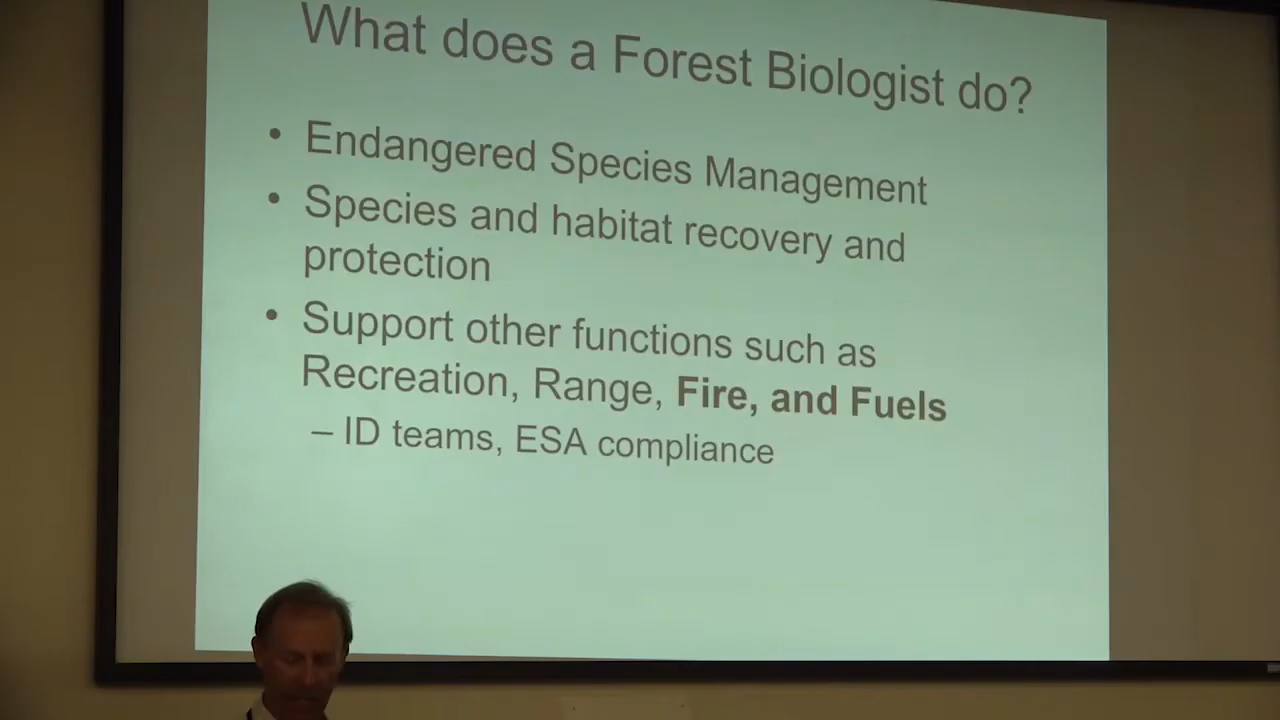 What does a Forest Biologist do?
• Endangered Species Management
• Species and habitat recovery and
protection
• Support other functions such as
Recreation, Range, Fire, and Fuels
– ID teams, ESA compliance